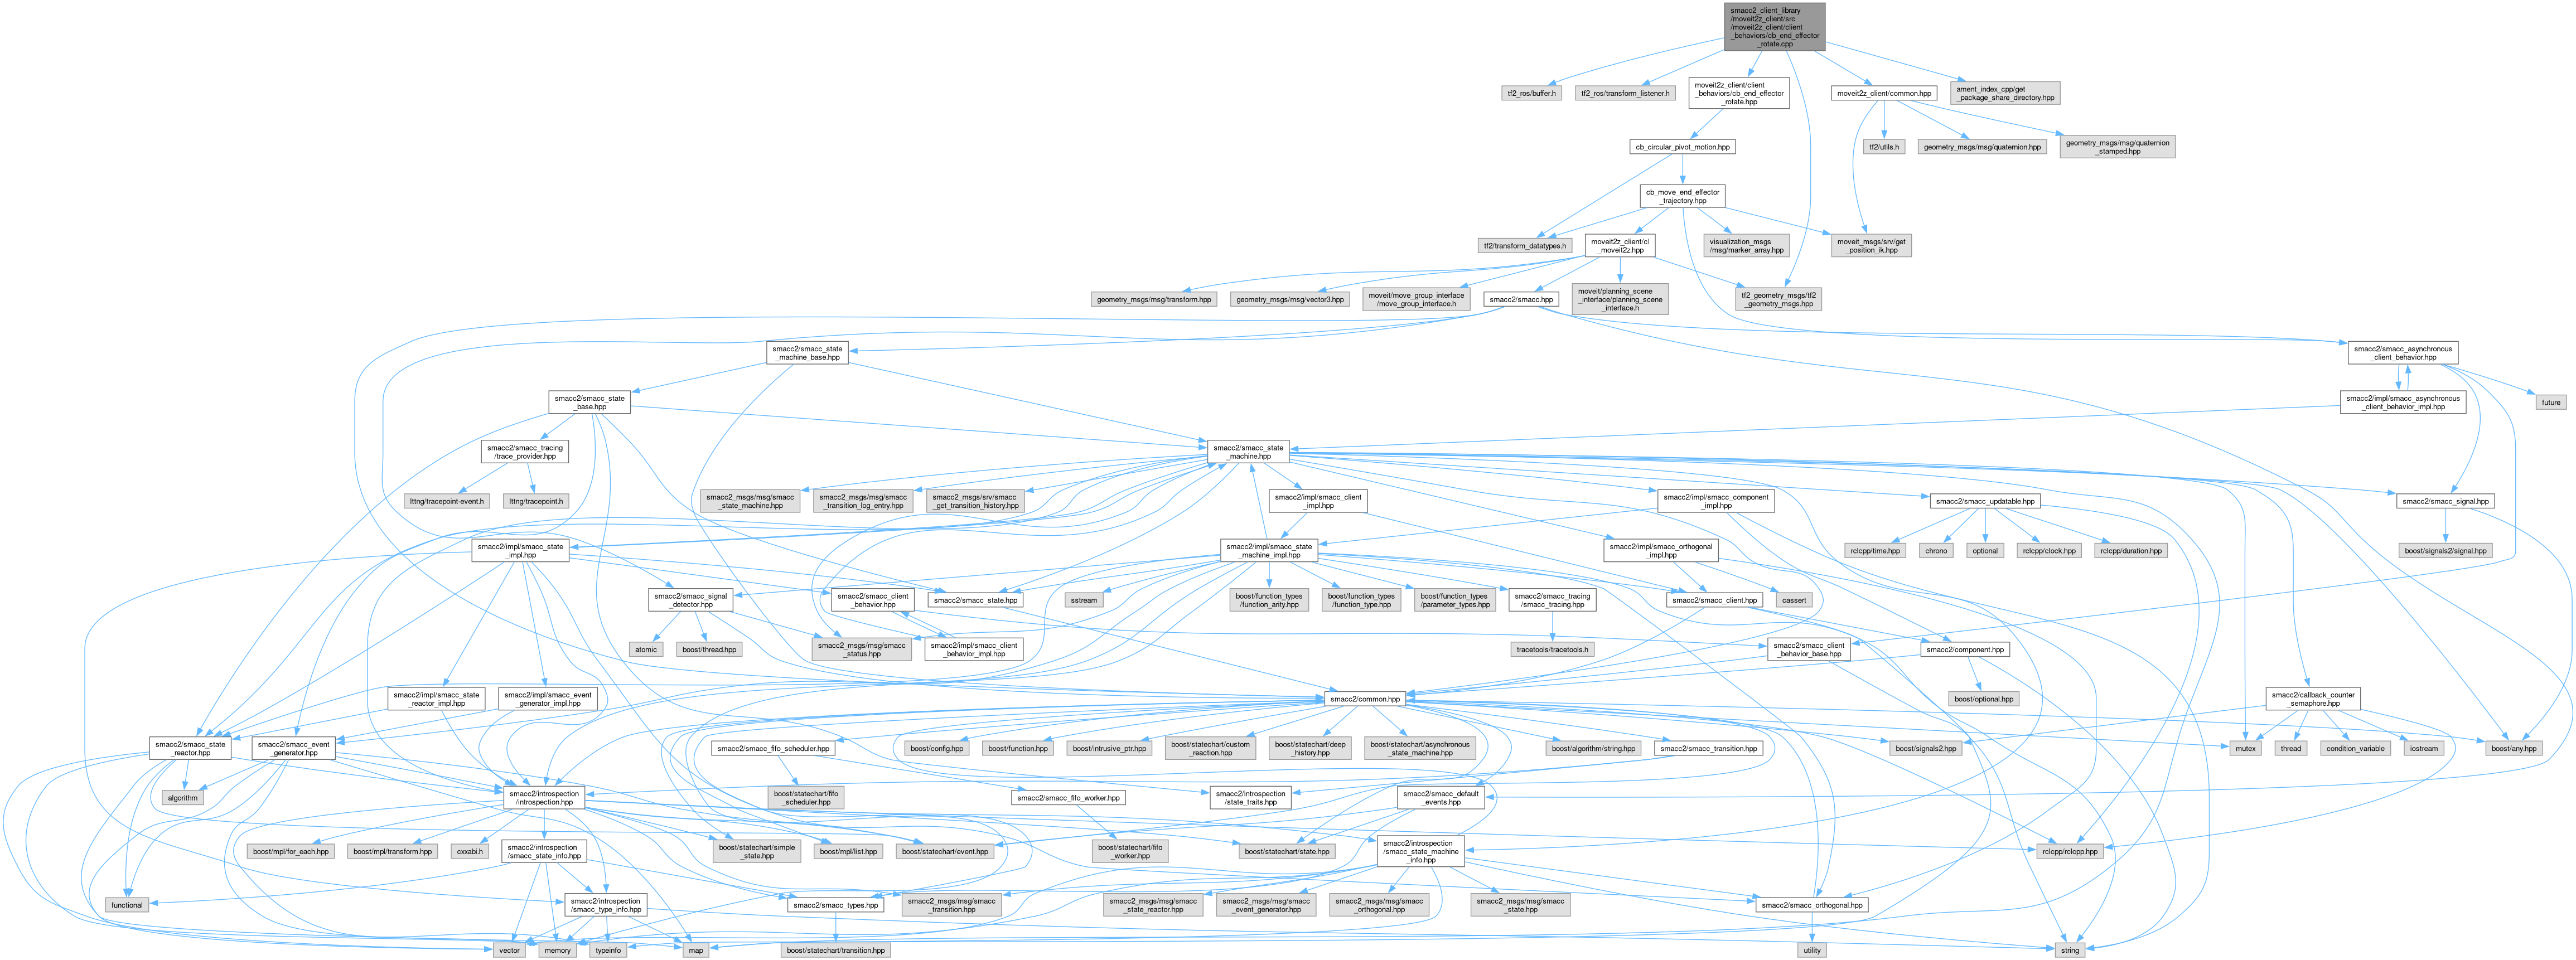 smacc2_client_library
/moveit2z_client/src
/moveit2z_client/client
_behaviors/cb_end_effector
_rotate.cpp
tf2_ros/buffer.h
tf2_ros/transform_listener.h
moveit2z_client/client
_behaviors/cb_end_effector
_rotate.hpp
moveit2z_client/common.hpp
ament_index_cpp/get
_package_share_directory.hpp
cb_circular_pivot_motion.hpp
tf2/utils.h
geometry_msgs/msg/quaternion.hpp
geometry_msgs/msg/quaternion
_stamped.hpp
cb_move_end_effector
_trajectory.hpp
tf2/transform_datatypes.h
moveit2z_client/cl
_moveit2z.hpp
visualization_msgs
/msg/marker_array.hpp
moveit_msgs/srv/get
_position_ik.hpp
geometry_msgs/msg/transform.hpp
geometry_msgs/msg/vector3.hpp
moveit/move_group_interface
/move_group_interface.h
smacc2/smacc.hpp
moveit/planning_scene
_interface/planning_scene
_interface.h
tf2_geometry_msgs/tf2
_geometry_msgs.hpp
smacc2/smacc_state
_machine_base.hpp
smacc2/smacc_asynchronous
_client_behavior.hpp
smacc2/smacc_state
_base.hpp
smacc2/impl/smacc_asynchronous
_client_behavior_impl.hpp
future
smacc2/smacc_tracing
/trace_provider.hpp
smacc2/smacc_state
_machine.hpp
lttng/tracepoint-event.h
lttng/tracepoint.h
smacc2_msgs/msg/smacc
_state_machine.hpp
smacc2_msgs/msg/smacc
_transition_log_entry.hpp
smacc2_msgs/srv/smacc
_get_transition_history.hpp
smacc2/impl/smacc_client
_impl.hpp
smacc2/impl/smacc_component
_impl.hpp
smacc2/smacc_updatable.hpp
smacc2/smacc_signal.hpp
smacc2/impl/smacc_state
_impl.hpp
smacc2/impl/smacc_state
_machine_impl.hpp
smacc2/impl/smacc_orthogonal
_impl.hpp
rclcpp/time.hpp
chrono
optional
rclcpp/clock.hpp
rclcpp/duration.hpp
boost/signals2/signal.hpp
smacc2/smacc_signal
_detector.hpp
smacc2/smacc_client
_behavior.hpp
smacc2/smacc_state.hpp
sstream
boost/function_types
/function_arity.hpp
boost/function_types
/function_type.hpp
boost/function_types
/parameter_types.hpp
smacc2/smacc_tracing
/smacc_tracing.hpp
smacc2/smacc_client.hpp
cassert
atomic
boost/thread.hpp
smacc2_msgs/msg/smacc
_status.hpp
smacc2/impl/smacc_client
_behavior_impl.hpp
tracetools/tracetools.h
smacc2/smacc_client
_behavior_base.hpp
smacc2/component.hpp
smacc2/impl/smacc_state
_reactor_impl.hpp
smacc2/impl/smacc_event
_generator_impl.hpp
smacc2/common.hpp
boost/optional.hpp
smacc2/callback_counter
_semaphore.hpp
smacc2/smacc_state
_reactor.hpp
smacc2/smacc_event
_generator.hpp
smacc2/smacc_fifo_scheduler.hpp
boost/config.hpp
boost/function.hpp
boost/intrusive_ptr.hpp
boost/statechart/custom
_reaction.hpp
boost/statechart/deep
_history.hpp
boost/statechart/asynchronous
_state_machine.hpp
boost/algorithm/string.hpp
smacc2/smacc_transition.hpp
boost/signals2.hpp
mutex
thread
condition_variable
iostream
boost/any.hpp
algorithm
smacc2/introspection
/introspection.hpp
boost/statechart/fifo
_scheduler.hpp
smacc2/smacc_fifo_worker.hpp
smacc2/introspection
/state_traits.hpp
smacc2/smacc_default
_events.hpp
boost/mpl/for_each.hpp
boost/mpl/transform.hpp
cxxabi.h
smacc2/introspection
/smacc_state_info.hpp
boost/statechart/simple
_state.hpp
boost/mpl/list.hpp
boost/statechart/event.hpp
boost/statechart/fifo
_worker.hpp
boost/statechart/state.hpp
smacc2/introspection
/smacc_state_machine
_info.hpp
rclcpp/rclcpp.hpp
functional
smacc2/introspection
/smacc_type_info.hpp
smacc2/smacc_types.hpp
smacc2_msgs/msg/smacc
_transition.hpp
smacc2_msgs/msg/smacc
_state_reactor.hpp
smacc2_msgs/msg/smacc
_event_generator.hpp
smacc2_msgs/msg/smacc
_orthogonal.hpp
smacc2_msgs/msg/smacc
_state.hpp
smacc2/smacc_orthogonal.hpp
vector
memory
typeinfo
map
boost/statechart/transition.hpp
utility
string